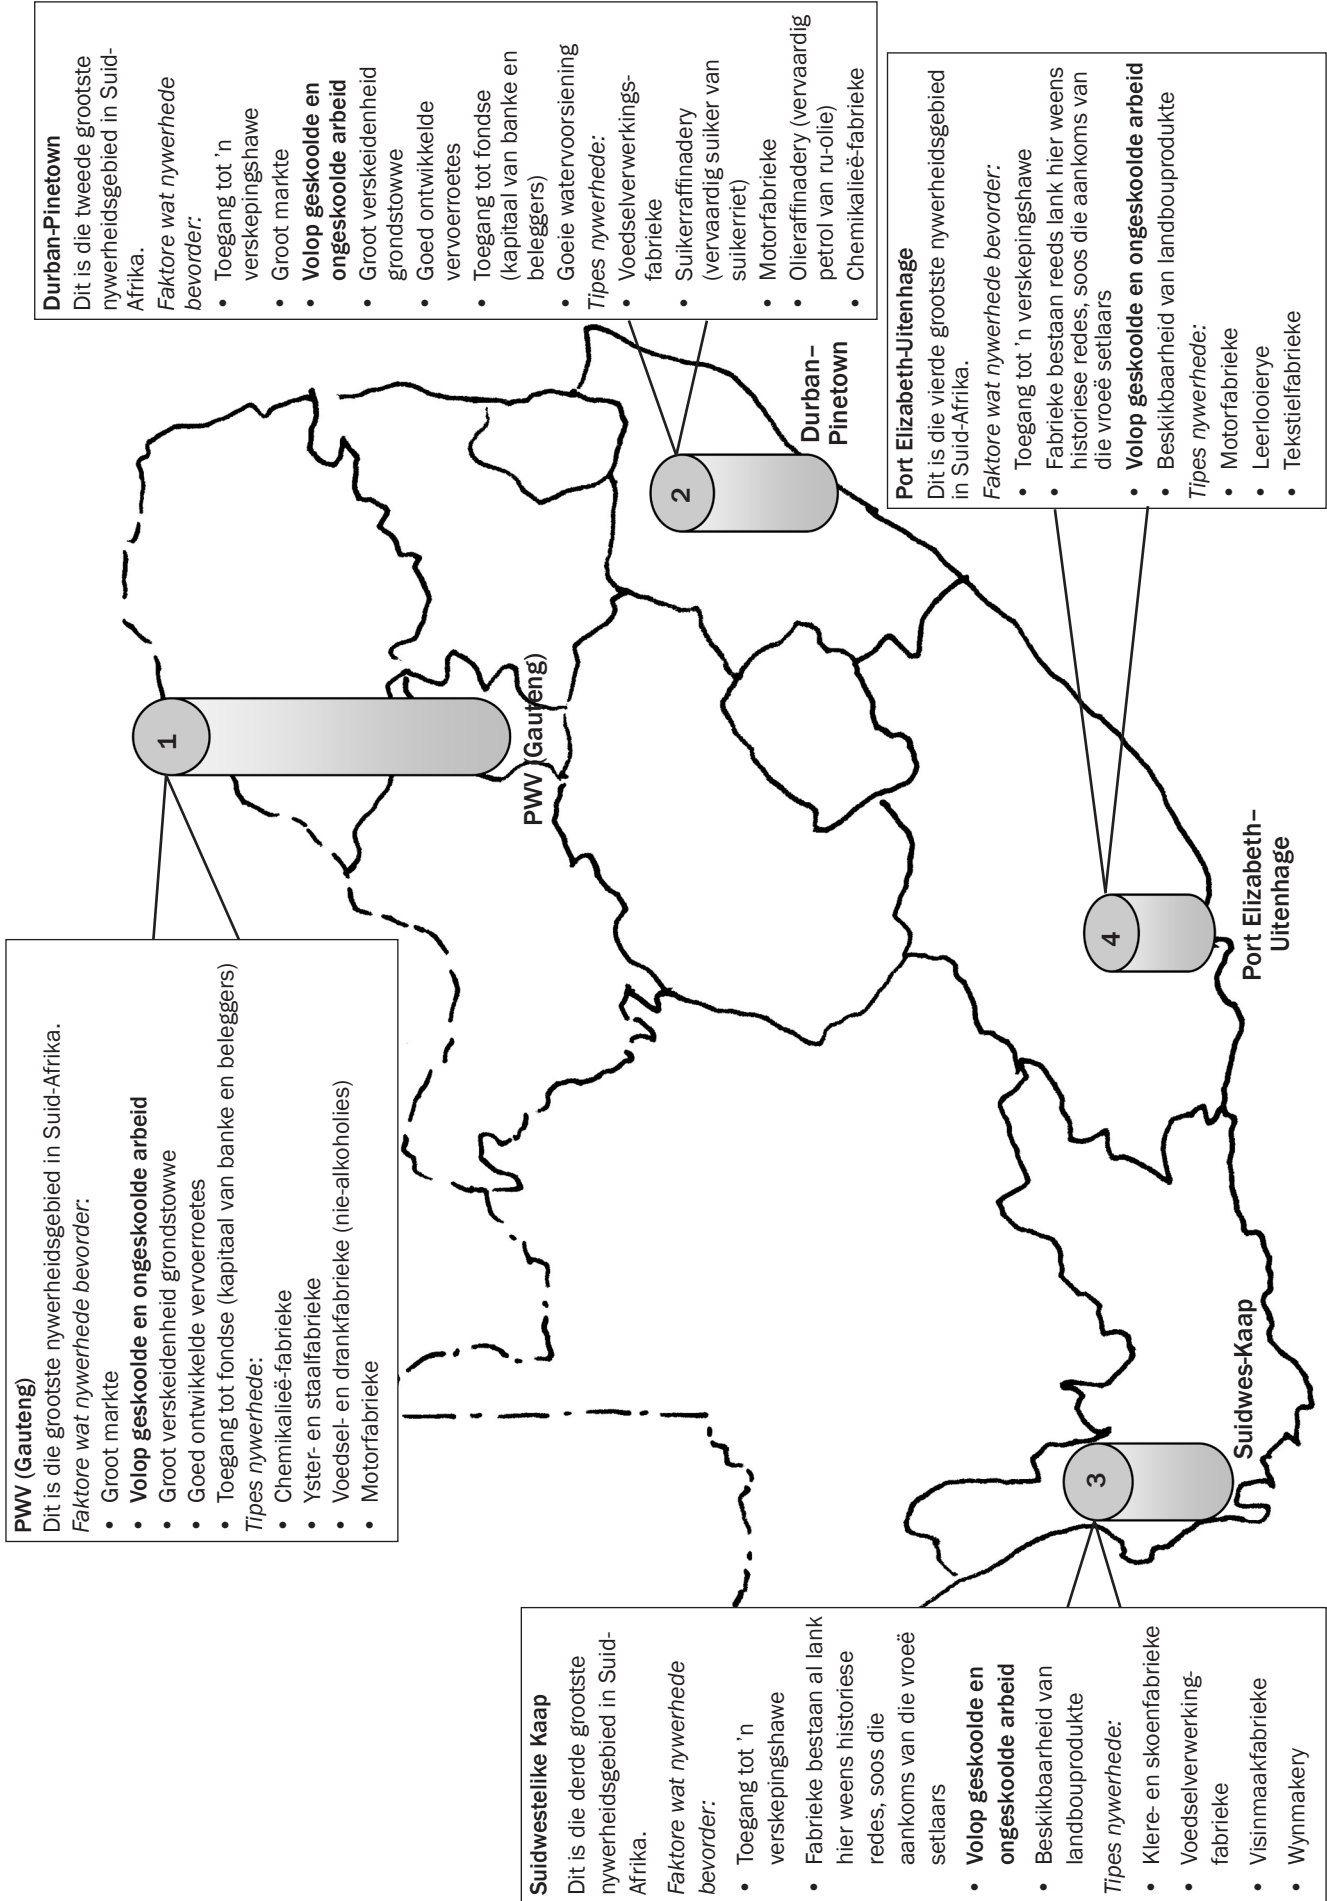 PWV (Gauteng)
Dit is die grootste nywerheidsgebied in Suid-Afrika.
Faktore wat nywerhede bevorder:
• Groot markte
• Volop geskoolde en ongeskoolde arbeid
• Groot verskeidenheid grondstowwe
• Goed ontwikkelde vervoerroetes
• Toegang tot fondse (kapitaal van banke en beleggers)
Tipes nywerhede:
• Chemikalieë-fabrieke
• Yster- en staalfabrieke
• Voedsel- en drankfabrieke (nie-alkoholies)
• Motorfabrieke
Durban-Pinetown
Dit is die tweede grootste
nywerheidsgebied in Suid-
Afrika.
Faktore wat nywerhede
bevorder:
• Toegang tot 'n
verskepingshawe
• Groot markte
• Volop geskoolde en
ongeskoolde arbeid
• Groot verskeidenheid
grondstowwe
• Goed ontwikkelde
vervoerroetes
• Toegang tot fondse
(kapitaal van banke en
beleggers)
• Goeie watervoorsiening
Tipes nywerhede:
• Voedselverwerkings-
fabrieke
• Suikerraffinadery
(vervaardig suiker van
suikerriet)
• Motorfabrieke
• Olieraffinadery (vervaardig
petrol van ru-olie)
• Chemikalieë-fabrieke
1
PWV (Gauteng)
2
Durban–
Pinetown
3
Suidwes-Kaap
4
Port Elizabeth–
Uitenhage
Suidwestelike Kaap
Dit is die derde grootste
nywerheidsgebied in Suid-
Afrika.
Faktore wat nywerhede
bevorder:
• Toegang tot 'n
verskepingshawe
• Fabrieke bestaan al lank
hier weens historiese
redes, soos die
aankoms van die vroeë
setlaars
• Volop geskoolde en
ongeskoolde arbeid
• Beskikbaarheid van
landbouprodukte
Tipes nywerhede:
• Klere- en skoenfabrieke
• Voedselverwerking-
fabrieke
• Visinmaakfabrieke
• Wynmakery
Port Elizabeth-Uitenhage
Dit is die vierde grootste nywerheidsgebied
in Suid-Afrika.
Faktore wat nywerhede bevorder:
• Toegang tot 'n verskepingshawe
• Fabrieke bestaan reeds lank hier weens
historiese redes, soos die aankoms van
die vroeë setlaars
• Volop geskoolde en ongeskoolde arbeid
• Beskikbaarheid van landbouprodukte
Tipes nywerhede:
• Motorfabrieke
• Leerlooierye
• Tekstielfabrieke